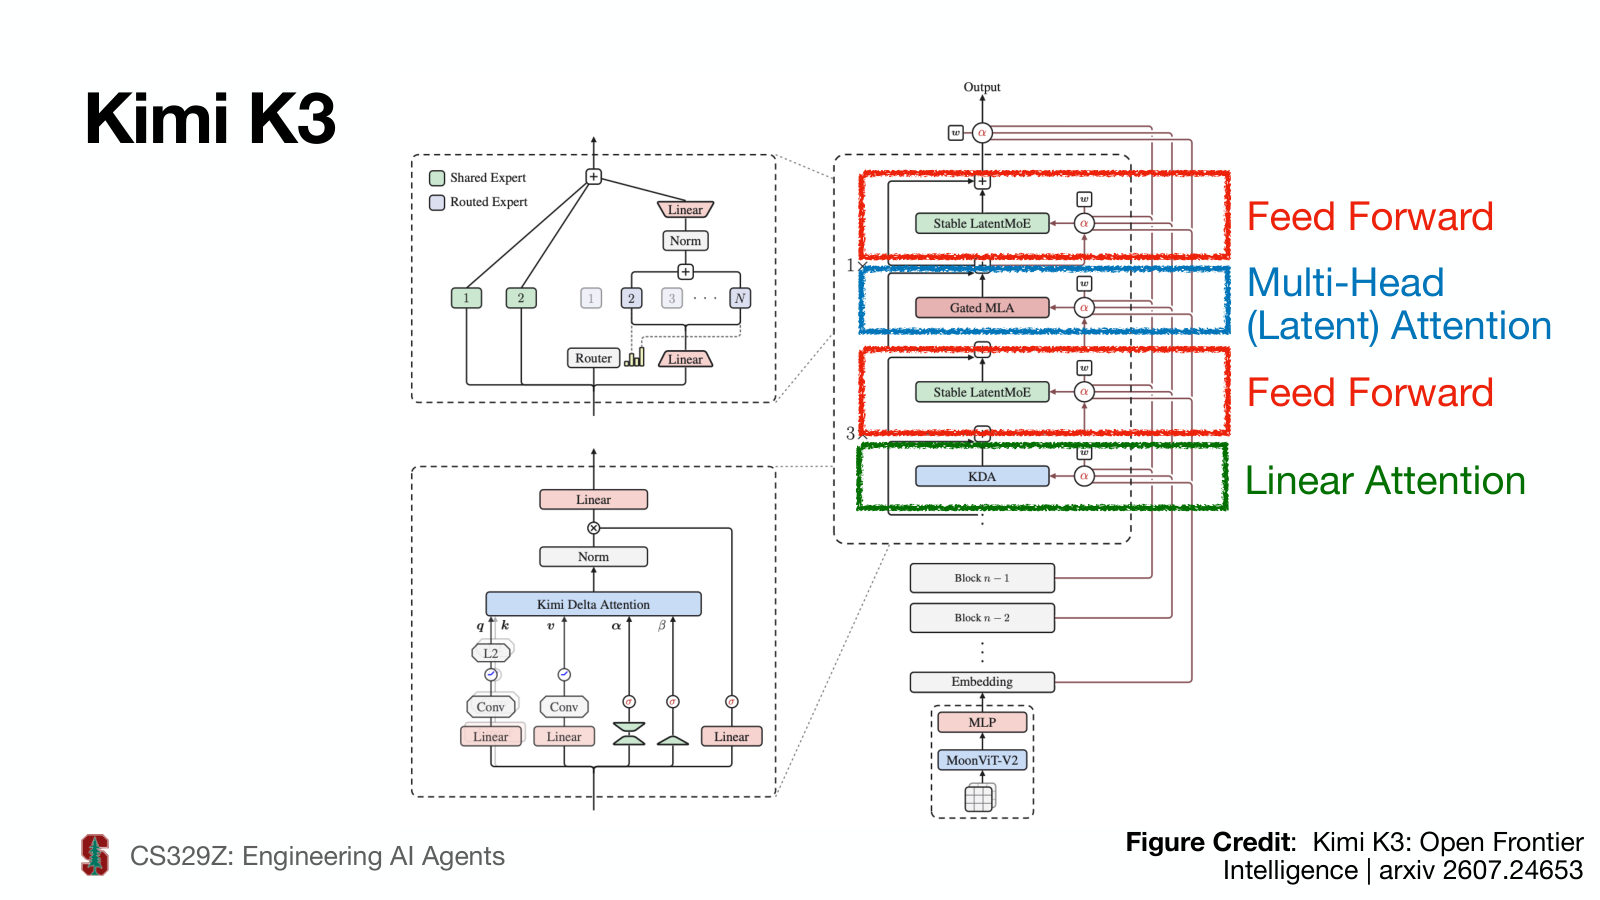 Kimi K3
Shared Expert
Routed Expert
+
Linear
Norm
+
1
2
1
2
3
· · ·
N
Router
Linear
Linear
×
Norm
Kimi Delta Attention
q
k
v
α
β
L2
Conv
Conv
σ
σ
σ
Linear
Linear
Linear
Output
w
α
+
w
Stable LatentMoE
α
Feed Forward
1×
+
w
Gated MLA
α
Multi-Head
(Latent) Attention
+
w
Stable LatentMoE
α
Feed Forward
3×
+
w
KDA
α
Linear Attention
Block n − 1
Block n − 2
Embedding
MLP
MoonViT-V2
S
CS329Z: Engineering AI Agents
Figure Credit: Kimi K3: Open Frontier
Intelligence | arxiv 2607.24653